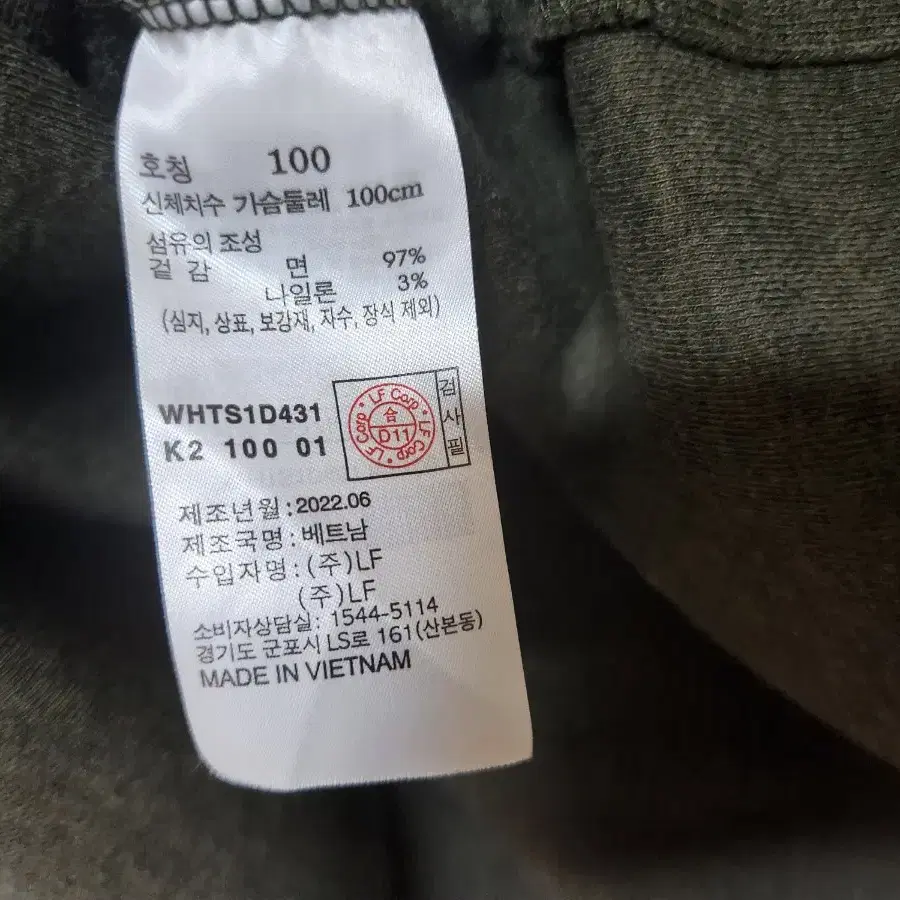 호칭 100
신체치수 가슴둘레 100cm
섬유의 조성
겉 감 면 97%
나일론 3%
(심지, 상표, 보강재, 자수, 장식 제외)
WHTS1D431
K2 100 01
LF Corp • LF Corp • LF Corp •
合
D11
검사필
제조년월 : 2022.06
제조국명 : 베트남
수입자명 : (주)LF
(주)LF
소비자상담실 : 1544-5114
경기도 군포시 LS로 161(산본동)
MADE IN VIETNAM